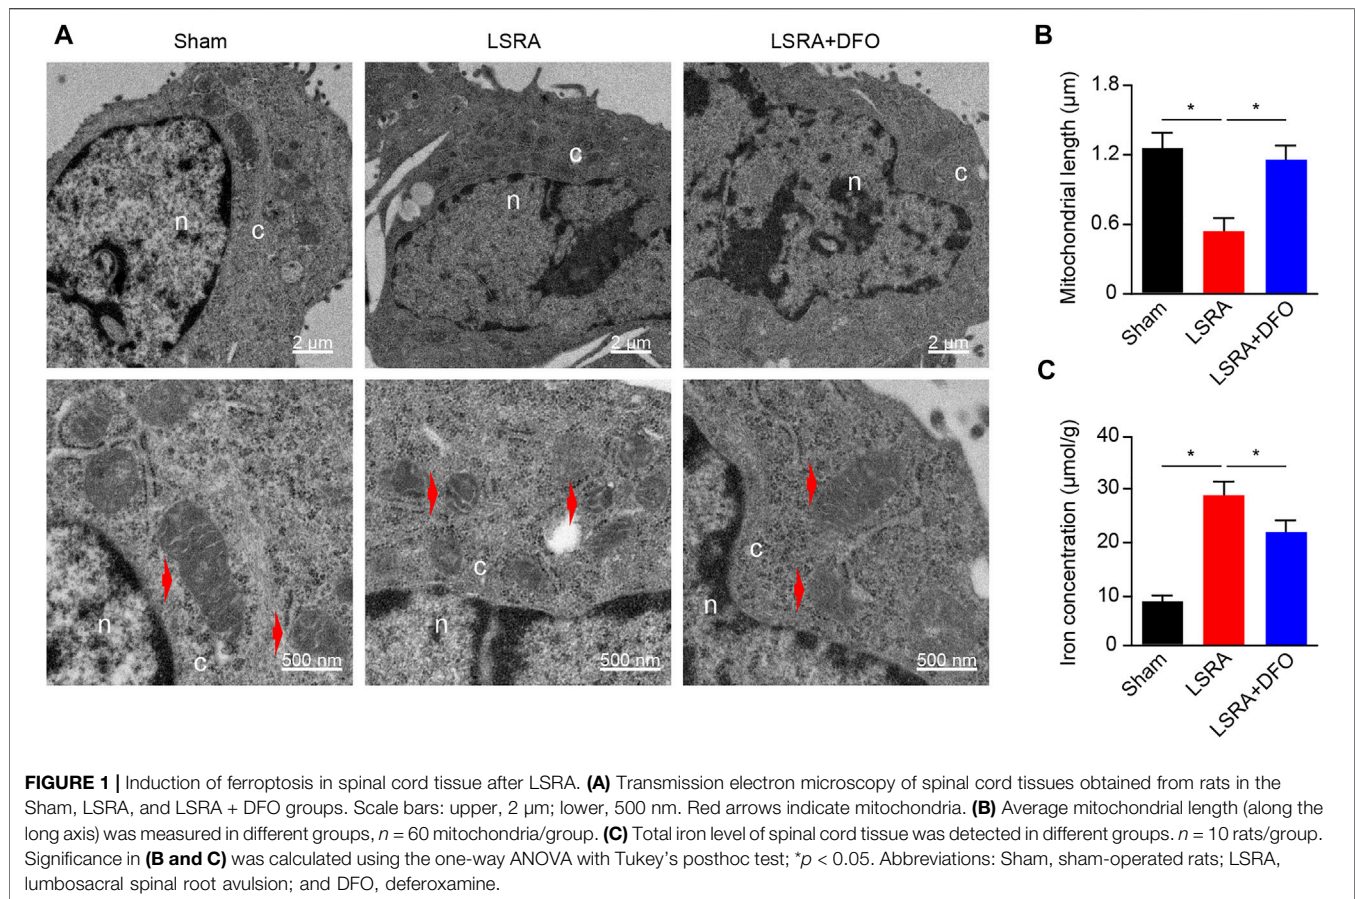 A
Sham
LSRA
LSRA+DFO
n
c
2 µm
c
n
2 µm
n
c
2 µm
n
c
500 nm
c
n
500 nm
c
n
500 nm
B
Mitochondrial length (µm)
1.8
1.2
0.6
0
*
*
Sham
LSRA
LSRA+DFO
C
Iron concentration (µmol/g)
40
30
20
10
0
*
*
Sham
LSRA
LSRA+DFO
FIGURE 1 | Induction of ferroptosis in spinal cord tissue after LSRA. (A) Transmission electron microscopy of spinal cord tissues obtained from rats in the
Sham, LSRA, and LSRA + DFO groups. Scale bars: upper, 2 µm; lower, 500 nm. Red arrows indicate mitochondria. (B) Average mitochondrial length (along the
long axis) was measured in different groups, n = 60 mitochondria/group. (C) Total iron level of spinal cord tissue was detected in different groups. n = 10 rats/group.
Significance in (B and C) was calculated using the one-way ANOVA with Tukey's posthoc test; *p < 0.05. Abbreviations: Sham, sham-operated rats; LSRA,
lumbosacral spinal root avulsion; and DFO, deferoxamine.